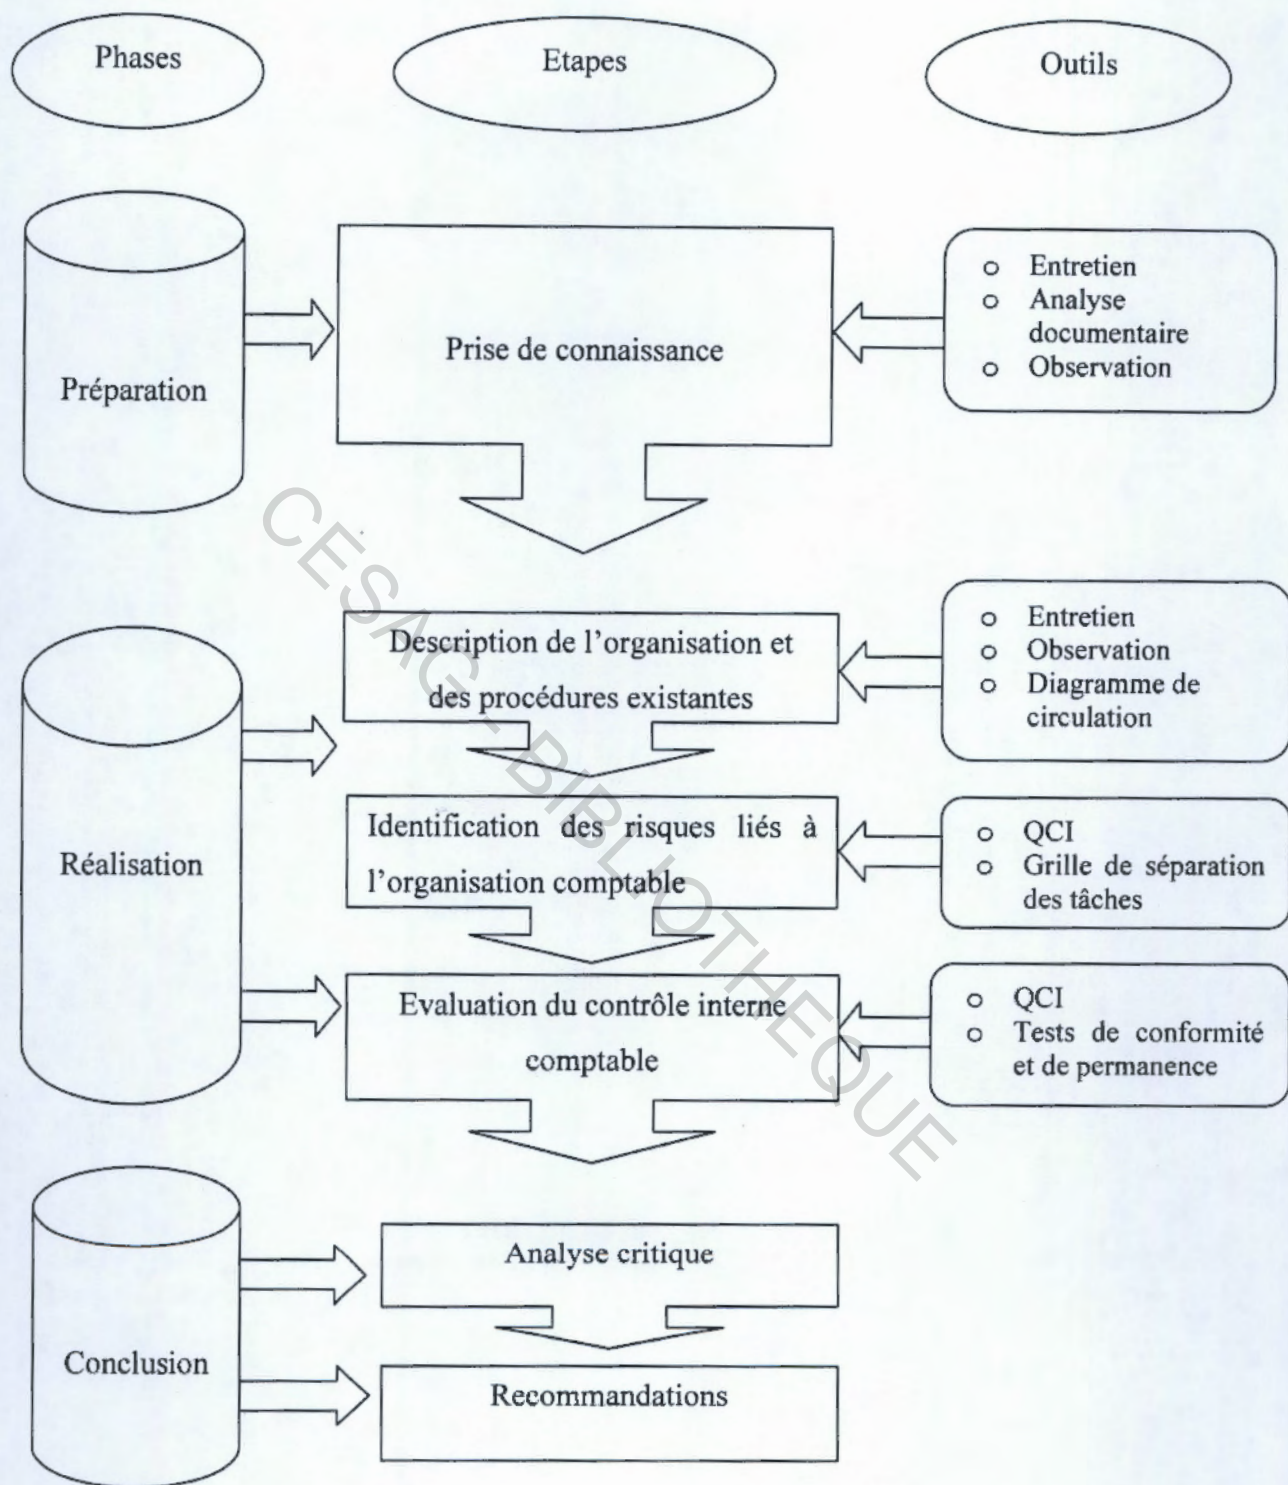 Phases
Etapes
Outils
Préparation
Prise de connaissance
o Entretien
o Analyse
documentaire
o Observation
Réalisation
Description de l'organisation et
des procédures existantes
o Entretien
o Observation
o Diagramme de
circulation
Identification des risques liés à
l'organisation comptable
o QCI
o Grille de séparation
des tâches
Evaluation du contrôle interne
comptable
o QCI
o Tests de conformité
et de permanence
Conclusion
Analyse critique
Recommandations
CESAG - BIBLIOTHEQUE